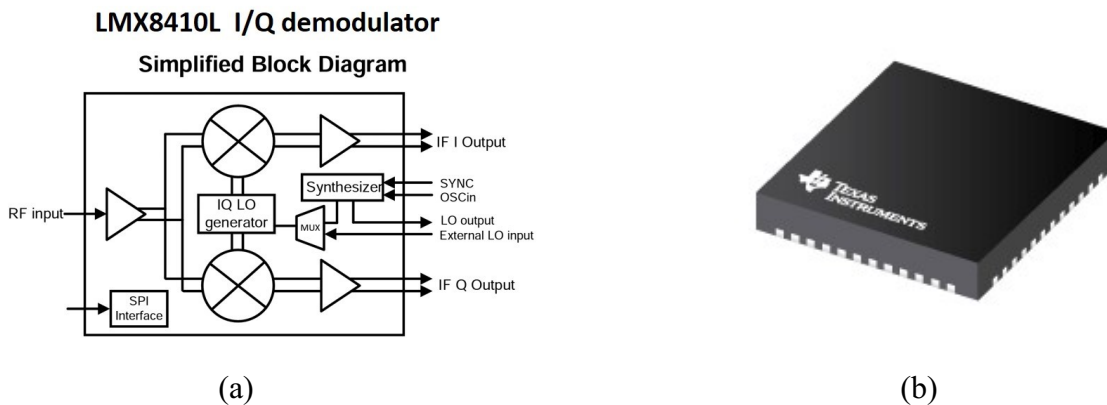 LMX8410L I/Q demodulator
Simplified Block Diagram
RF input
IF I Output
Synthesizer
SYNC
OSCin
IQ LO
generator
MUX
LO output
External LO input
IF Q Output
SPI
Interface
(a)
TEXAS
INSTRUMENTS
(b)